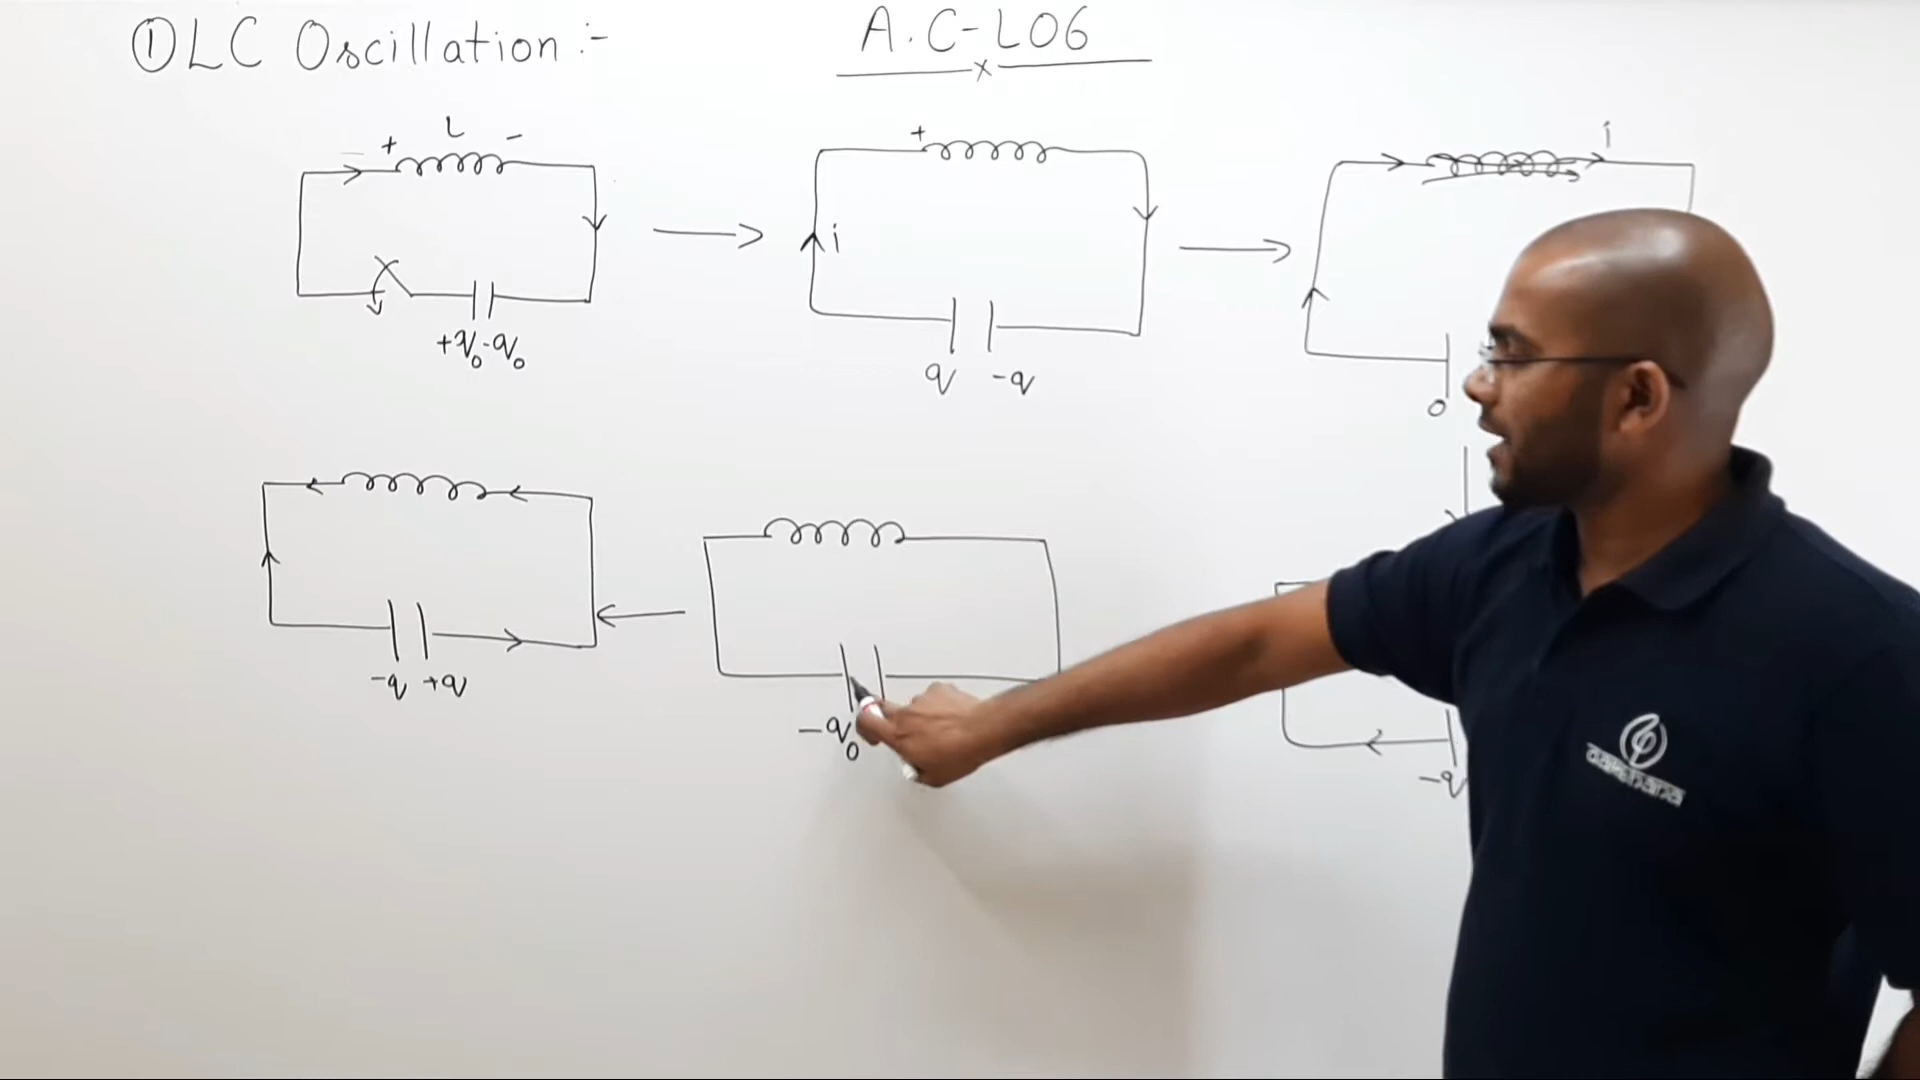 ① LC Oscillation :-
A.C-L06
+ L -
+
i
i
+q₀ -q₀
q -q
0
-q +q
-q₀
-q